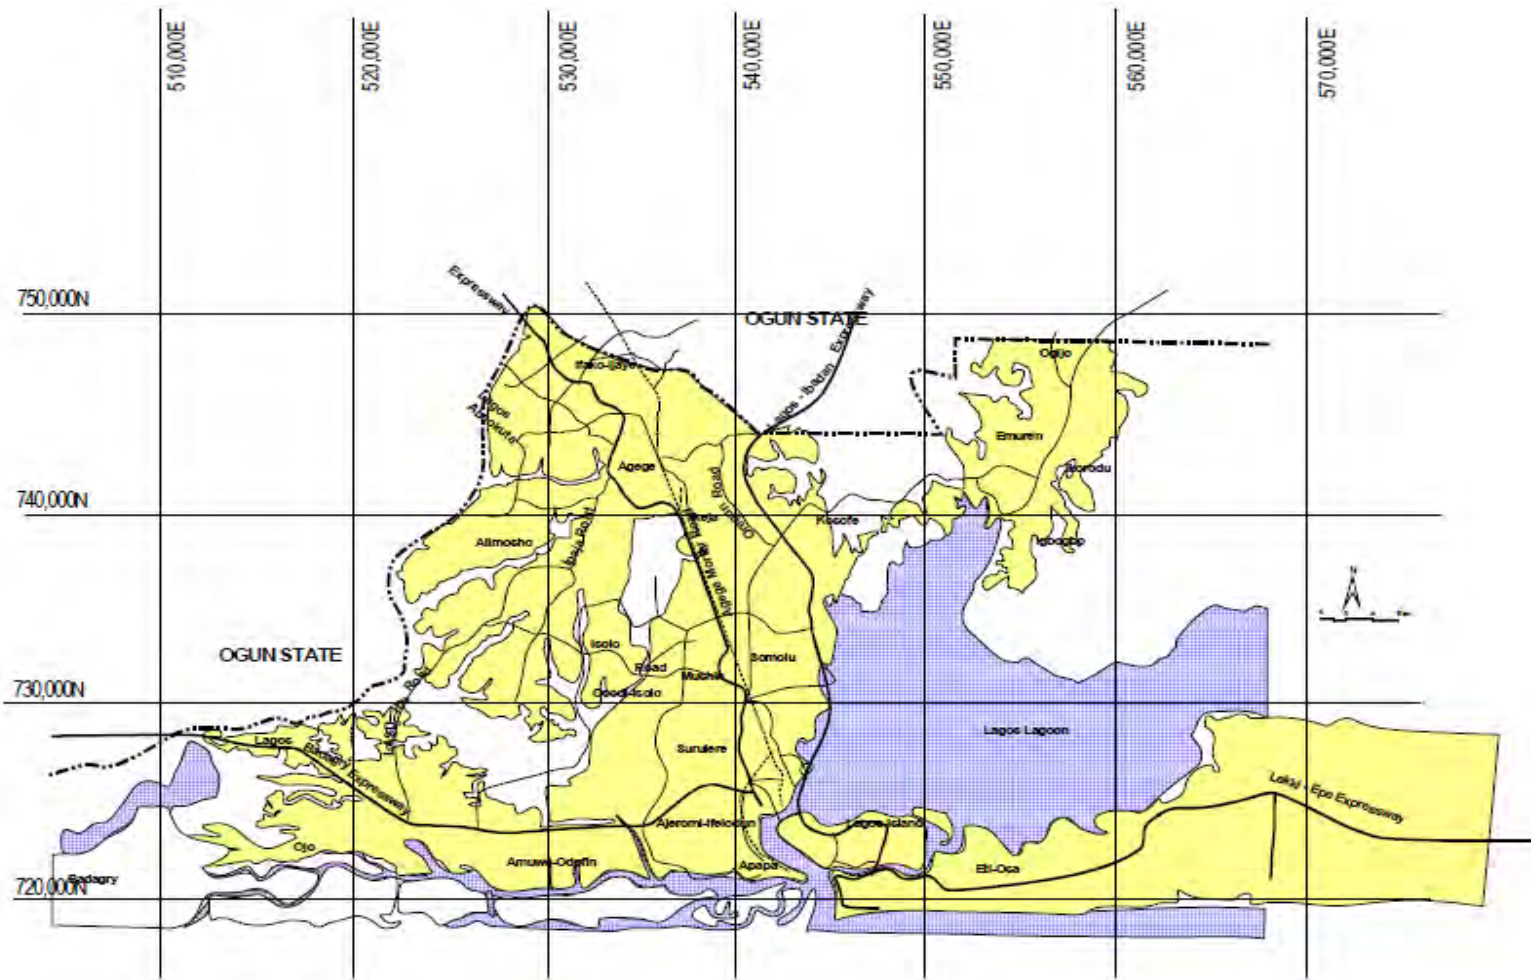 510,000E
520,000E
530,000E
540,000E
550,000E
560,000E
570,000E
750,000N
Expressway
OGUN STATE
Lagos - Ibadan Expressway
Ogijo
Ifako-Ijaye
Lagos
Abeokuta
Emuren
Agege
Ikorodu
740,000N
Road
Ikeja
Kosofe
Alimosho
Ipaja Road
Igbogbo
Agege Motor Road
OGUN STATE
Isolo
Road
Somolu
Mushin
Oshodi-Isolo
730,000N
Lagos Lagoon
Lagos
Badagry Expressway
Surulere
Lekki - Epe Expressway
Ajeromi-Ifelodun
Lagos Island
Ojo
Amuwo-Odofin
Apapa
Eti-Osa
Badagry
720,000N
N